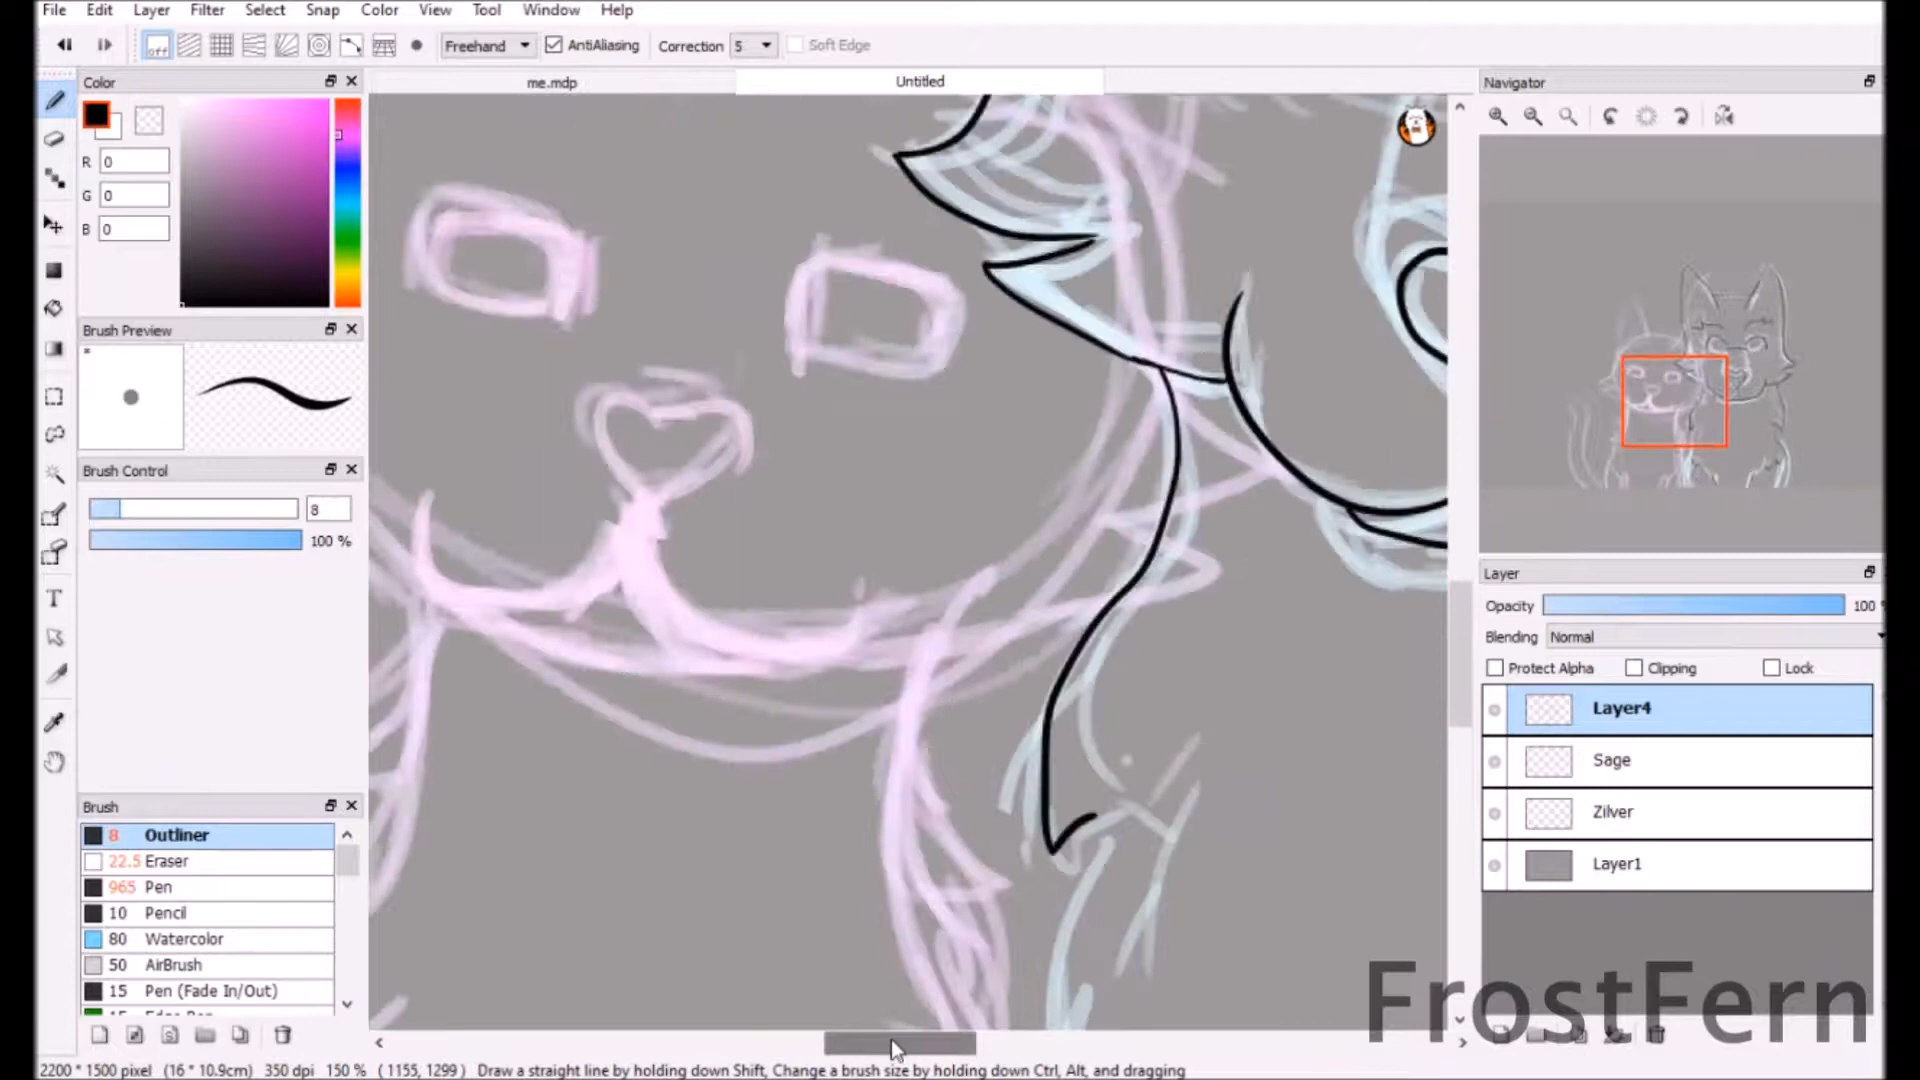 File Edit Layer Filter Select Snap Color View Tool Window Help
off Freehand AntiAliasing Correction 5 Soft Edge
Color
me.mdp Untitled
Navigator
R 0
G 0
B 0
Brush Preview
Brush Control
8
100 %
Layer
Opacity 100
Blending Normal
Protect Alpha Clipping Lock
Layer4
Sage
Zilver
Layer1
Brush
8 Outliner
22.5 Eraser
965 Pen
10 Pencil
80 Watercolor
50 AirBrush
15 Pen (Fade In/Out)
T
S
FrostFern
2200 * 1500 pixel (16 * 10.9cm) 350 dpi 150 % ( 1155, 1299 ) Draw a straight line by holding down Shift, Change a brush size by holding down Ctrl, Alt, and dragging